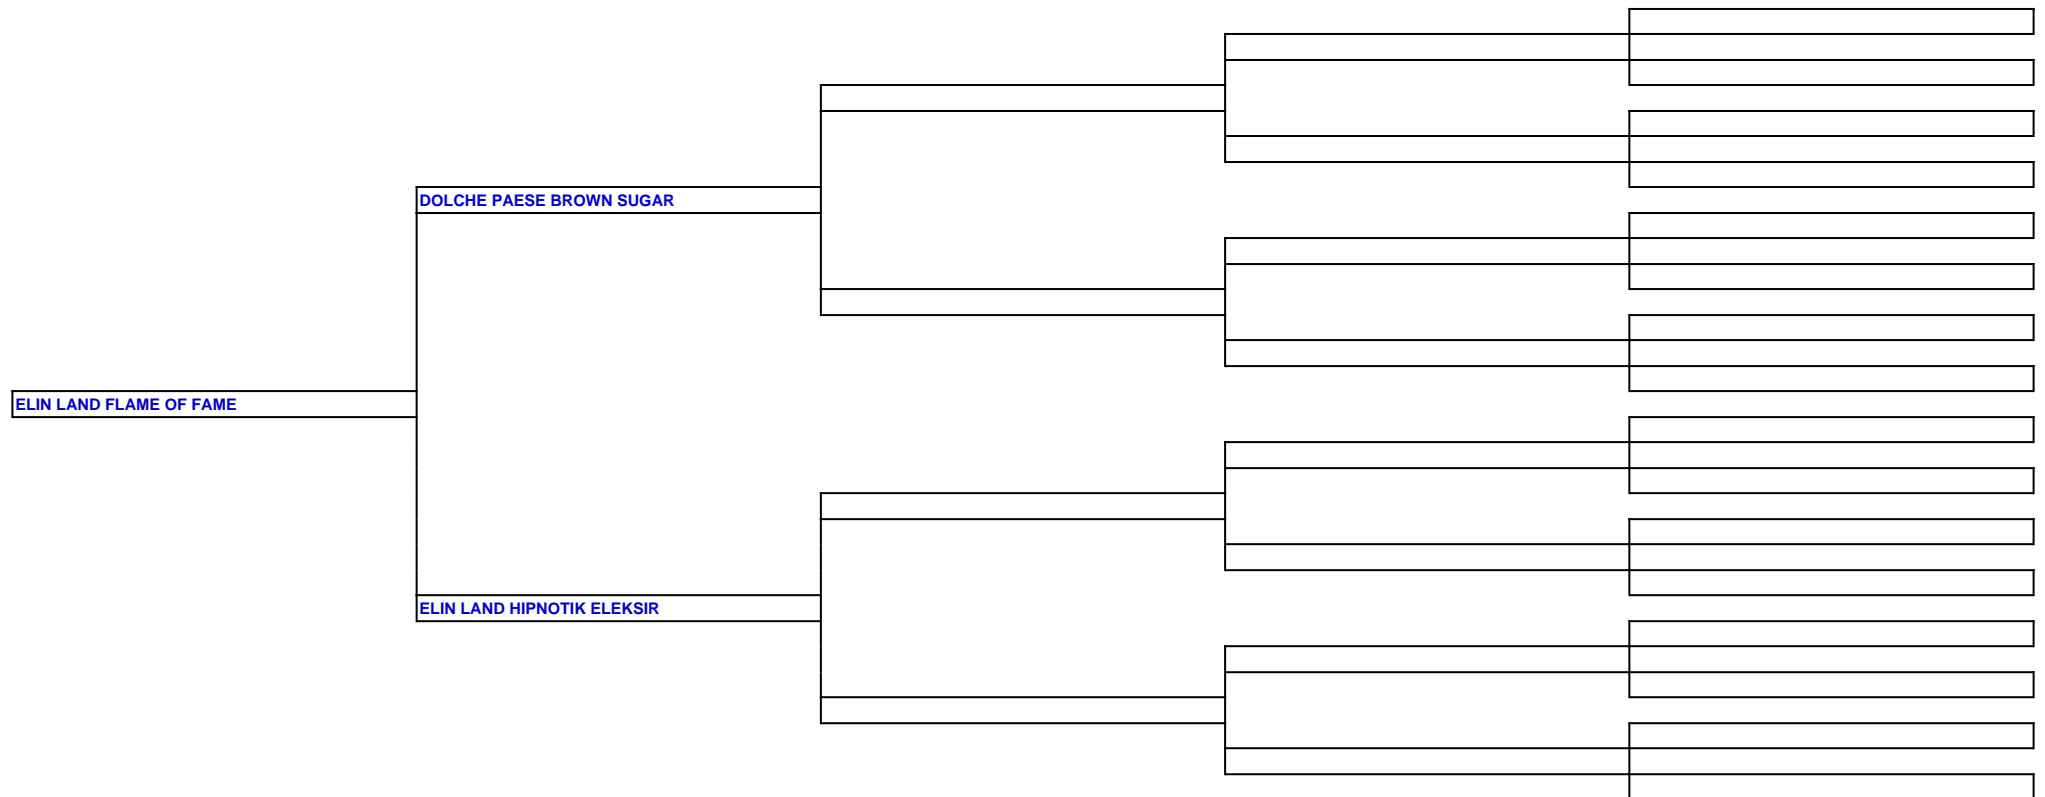 DOLCHE PAESE BROWN SUGAR
ELIN LAND FLAME OF FAME
ELIN LAND HIPNOTIK ELEKSIR